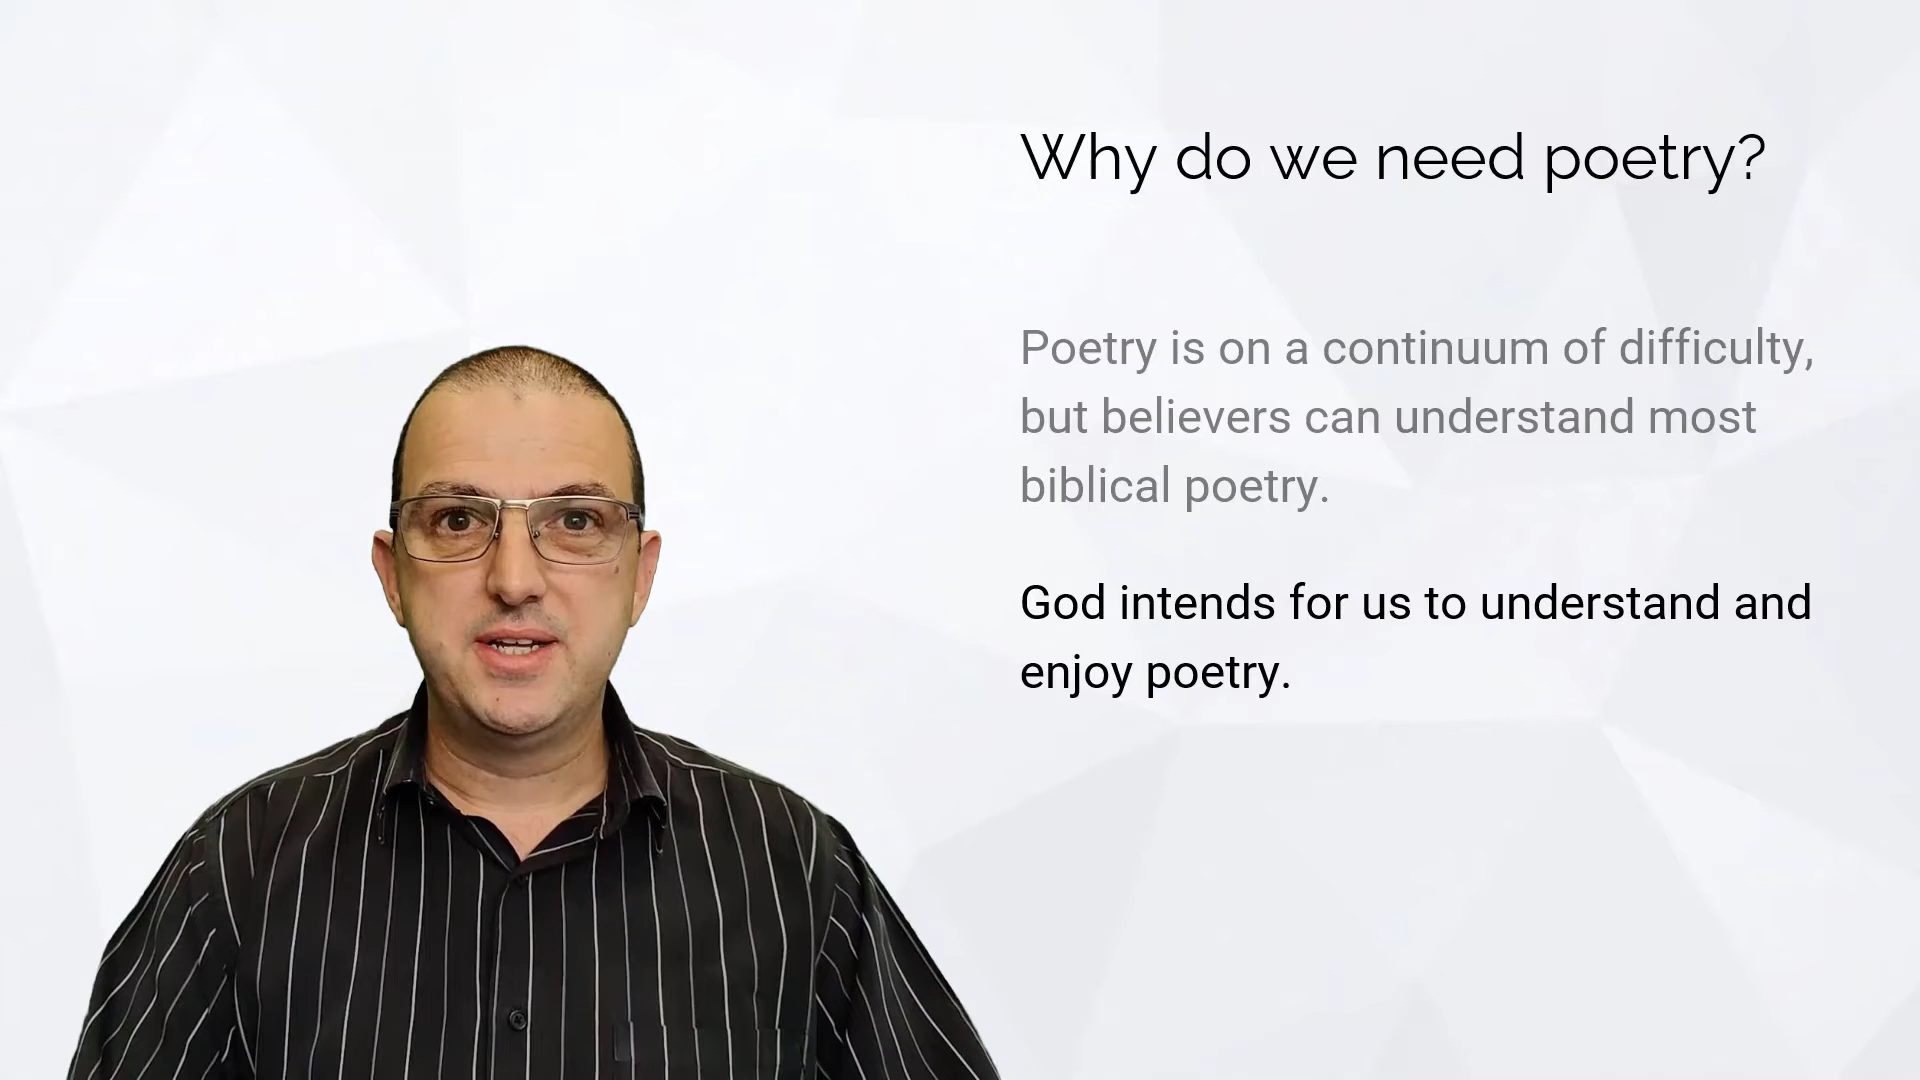 Why do we need poetry?
Poetry is on a continuum of difficulty,
but believers can understand most
biblical poetry.
God intends for us to understand and
enjoy poetry.